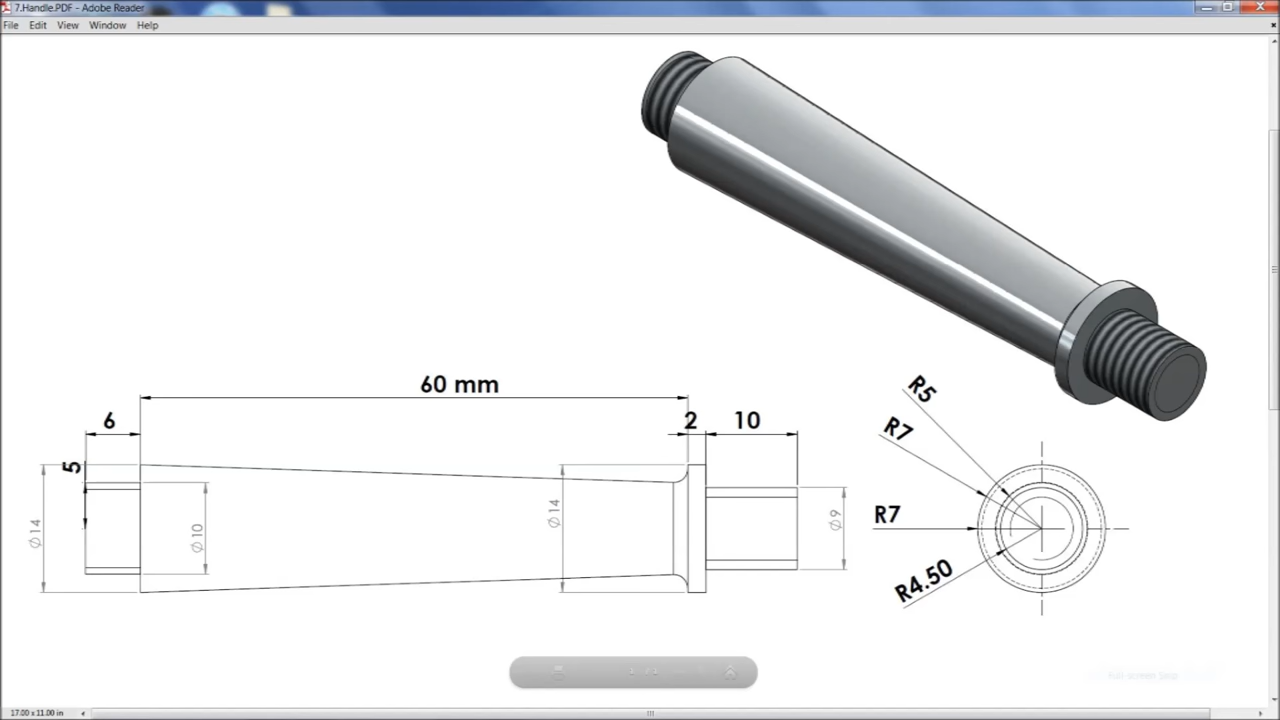 7.Handle.PDF - Adobe Reader
File Edit View Window Help
60 mm
6
2
10
5
Ø14
Ø10
Ø14
Ø9
R5
R7
R7
R4.50
17.00 x 11.00 in